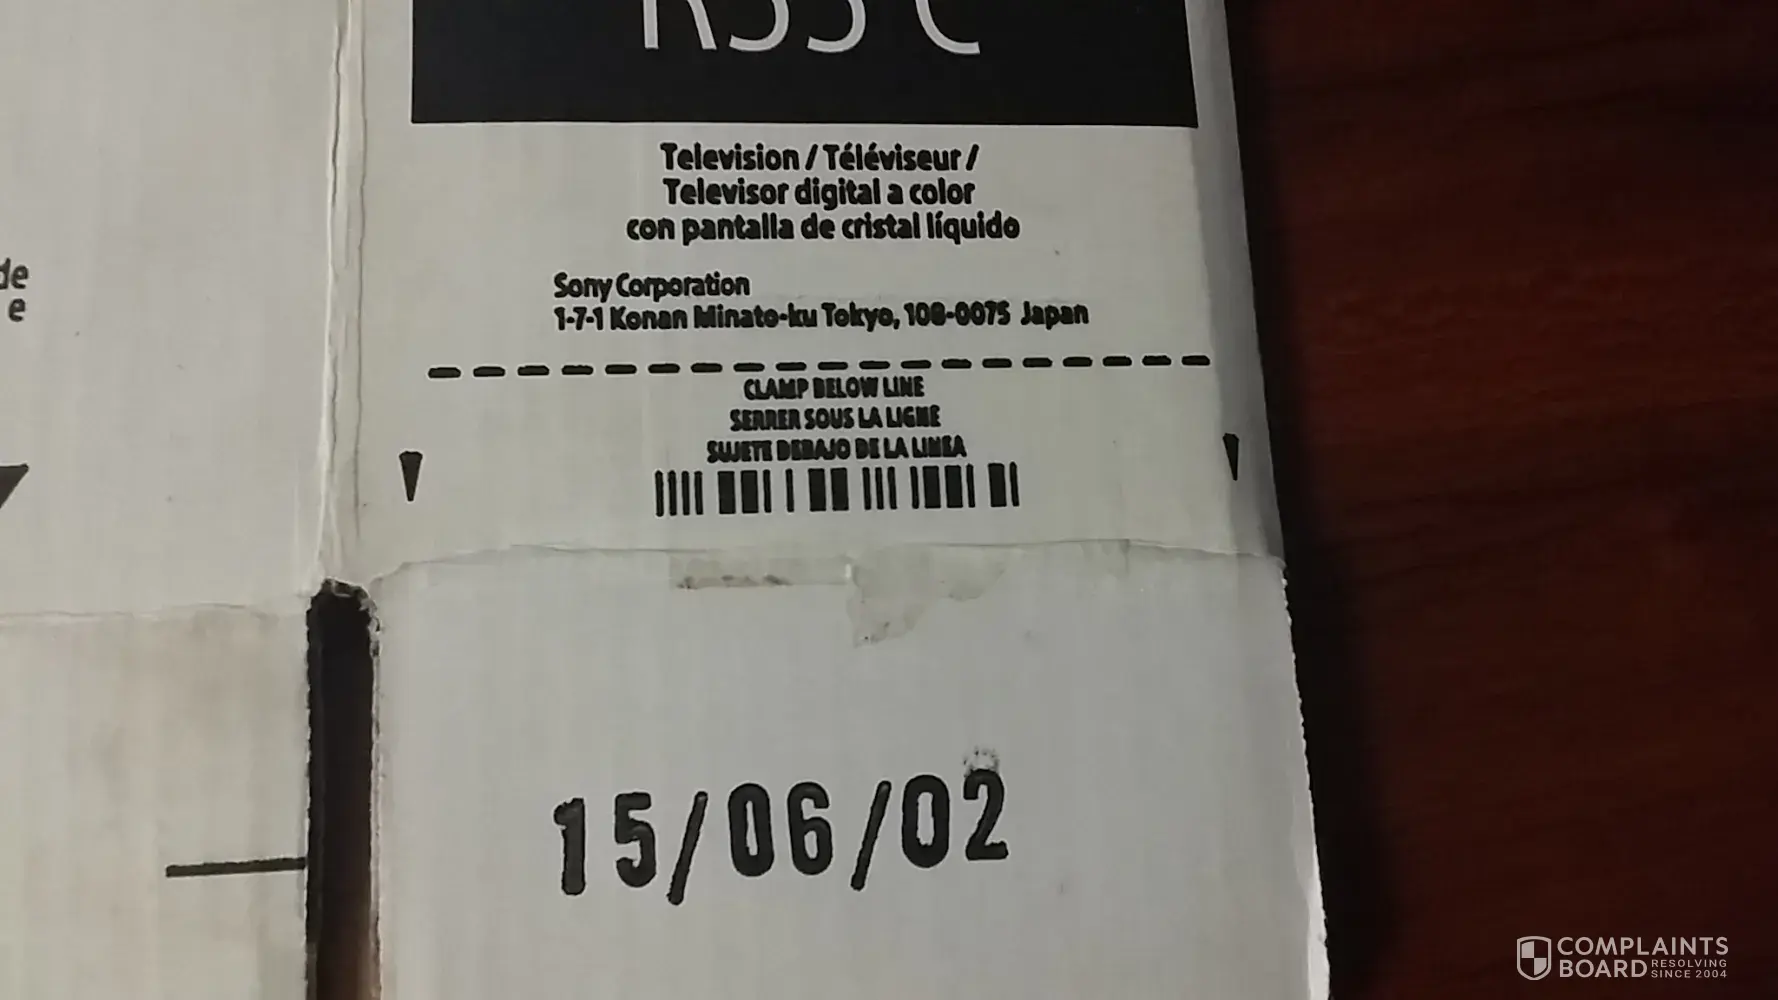 R55C
Television / Téléviseur /
Televisor digital a color
con pantalla de cristal líquido
Sony Corporation
1-7-1 Konan Minato-ku Tokyo, 108-0075 Japan
CLAMP BELOW LINE
SERRER SOUS LA LIGNE
SUJETE DEBAJO DE LA LINEA
de
e
15/06/02
COMPLAINTS
BOARD RESOLVING
SINCE 2004